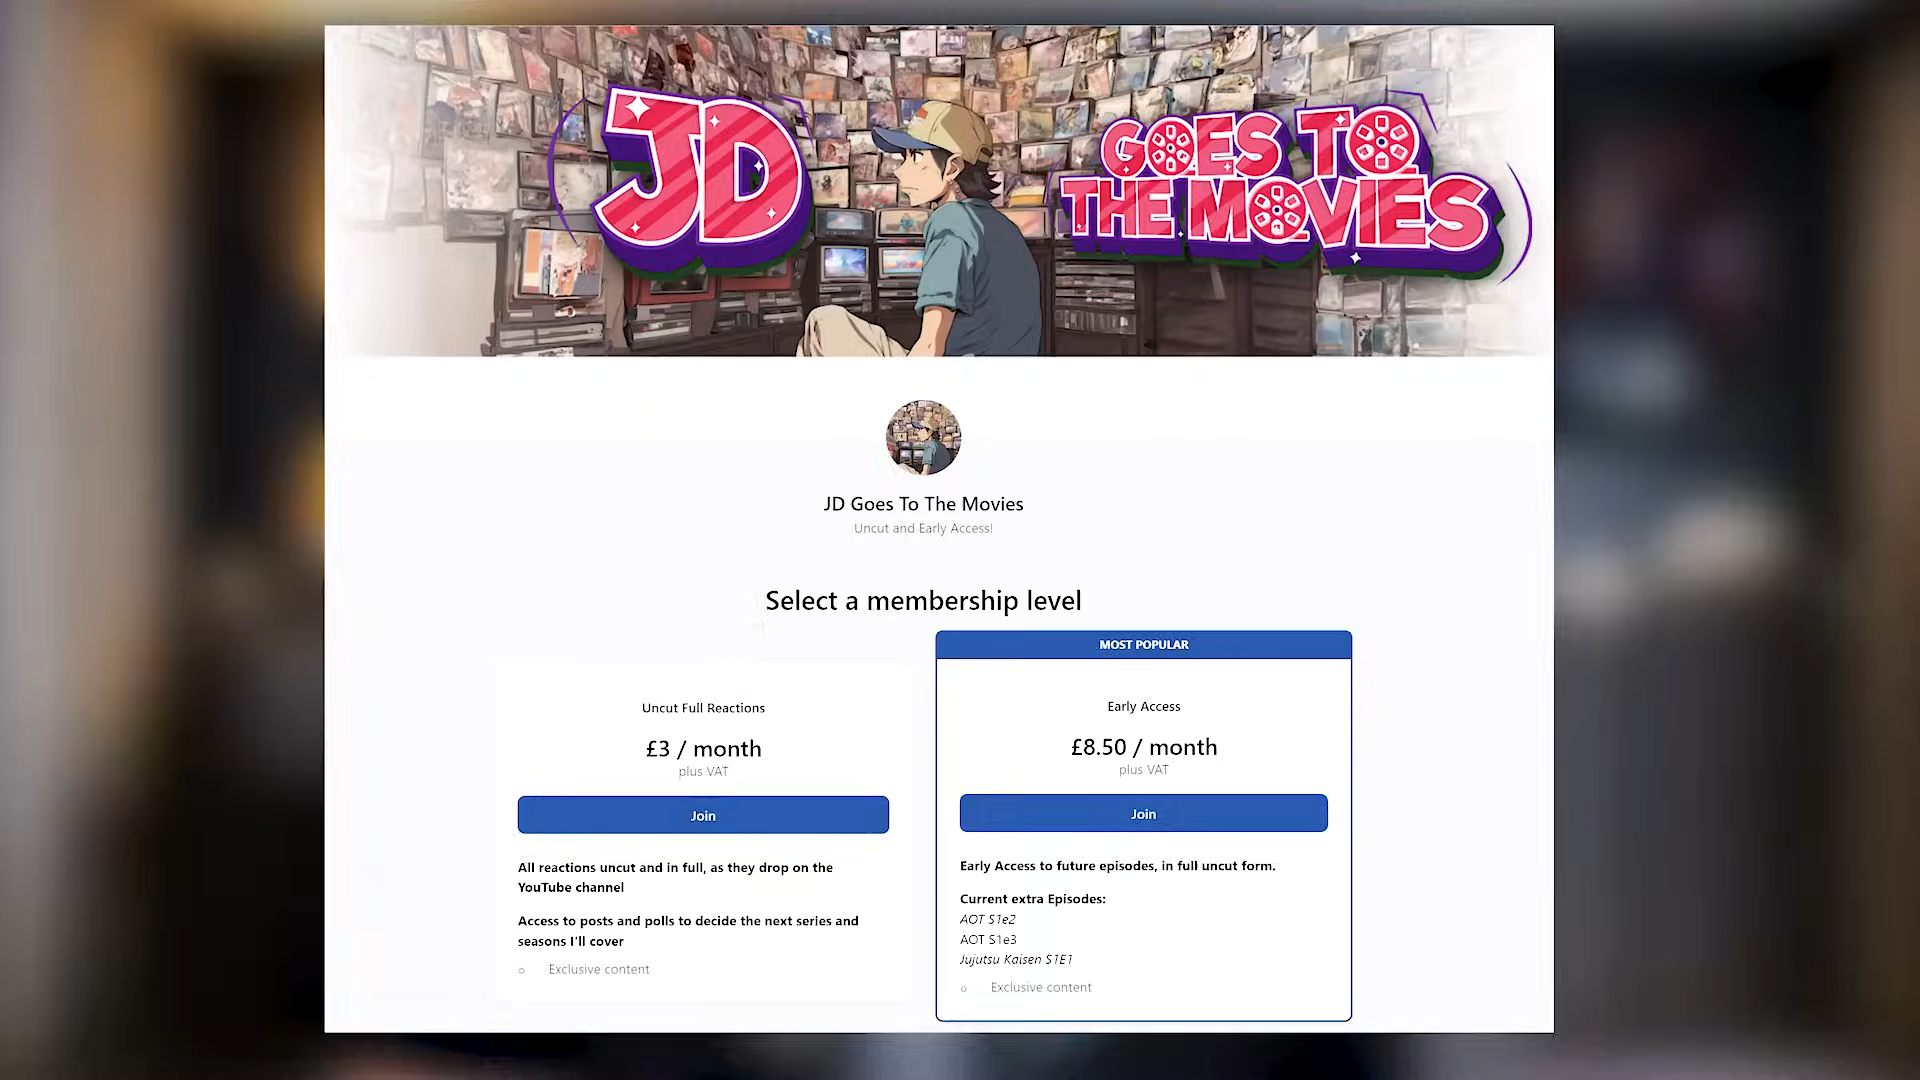 JD
GOES TO
THE MOVIES
JD Goes To The Movies
Uncut and Early Access!
Select a membership level
MOST POPULAR
Uncut Full Reactions
£3 / month
plus VAT
Join
All reactions uncut and in full, as they drop on the
YouTube channel
Access to posts and polls to decide the next series and
seasons I'll cover
Exclusive content
Early Access
£8.50 / month
plus VAT
Join
Early Access to future episodes, in full uncut form.
Current extra Episodes:
AOT S1e2
AOT S1e3
Jujutsu Kaisen S1E1
Exclusive content